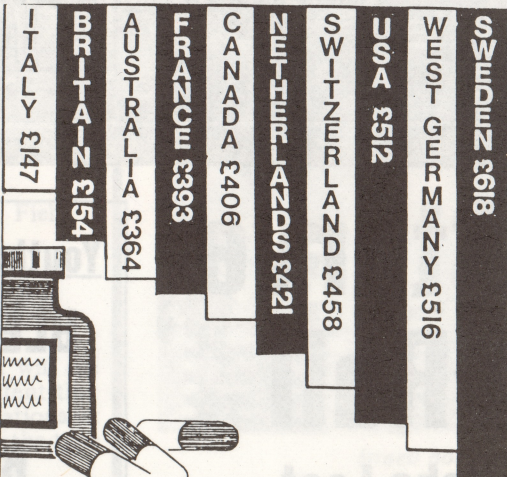 ITALY £147
BRITAIN £154
AUSTRALIA £364
FRANCE £393
CANADA £406
NETHERLANDS £421
SWITZERLAND £458
USA £512
WEST GERMANY £516
SWEDEN £618